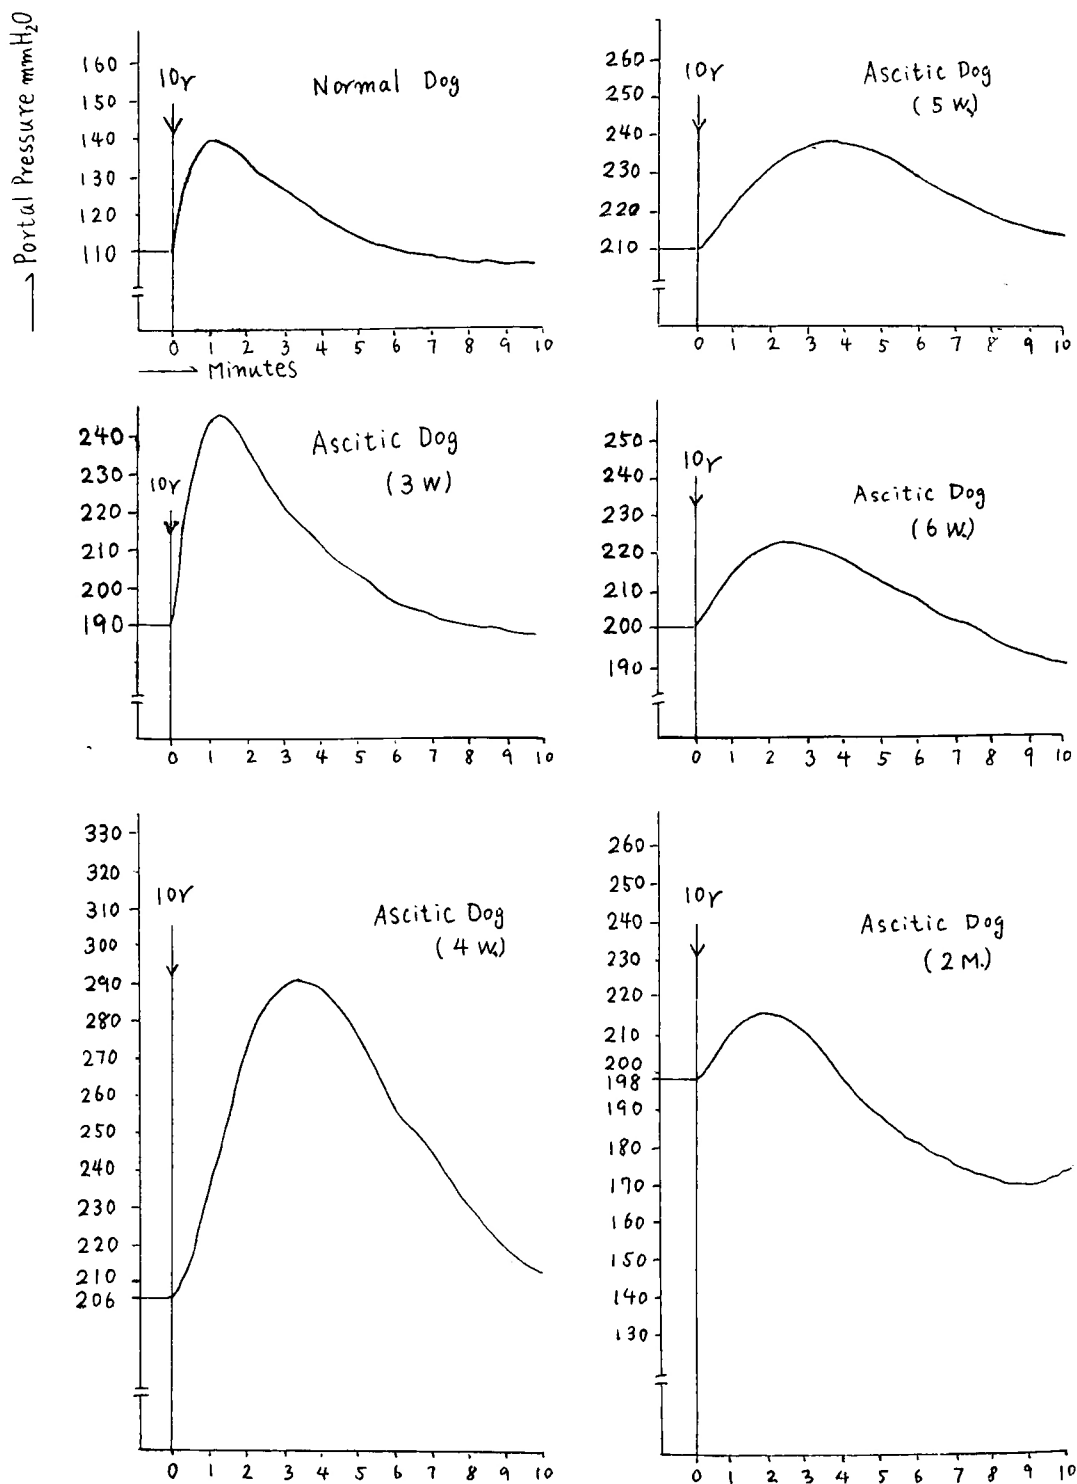 → Portal Pressure mmH₂O
Normal Dog
10γ
160
150
140
130
120
110
0 1 2 3 4 5 6 7 8 9 10
→ Minutes
Ascitic Dog
(5 W.)
10γ
260
250
240
230
220
210
0 1 2 3 4 5 6 7 8 9 10
Ascitic Dog
(3 W)
10γ
240
230
220
210
200
190
0 1 2 3 4 5 6 7 8 9 10
Ascitic Dog
(6 W.)
10γ
250
240
230
220
210
200
190
0 1 2 3 4 5 6 7 8 9 10
Ascitic Dog
(4 W.)
10γ
330
320
310
300
290
280
270
260
250
240
230
220
210
206
0 1 2 3 4 5 6 7 8 9 10
Ascitic Dog
(2 M.)
10γ
260
250
240
230
220
210
200
198
190
180
170
160
150
140
130
0 1 2 3 4 5 6 7 8 9 10